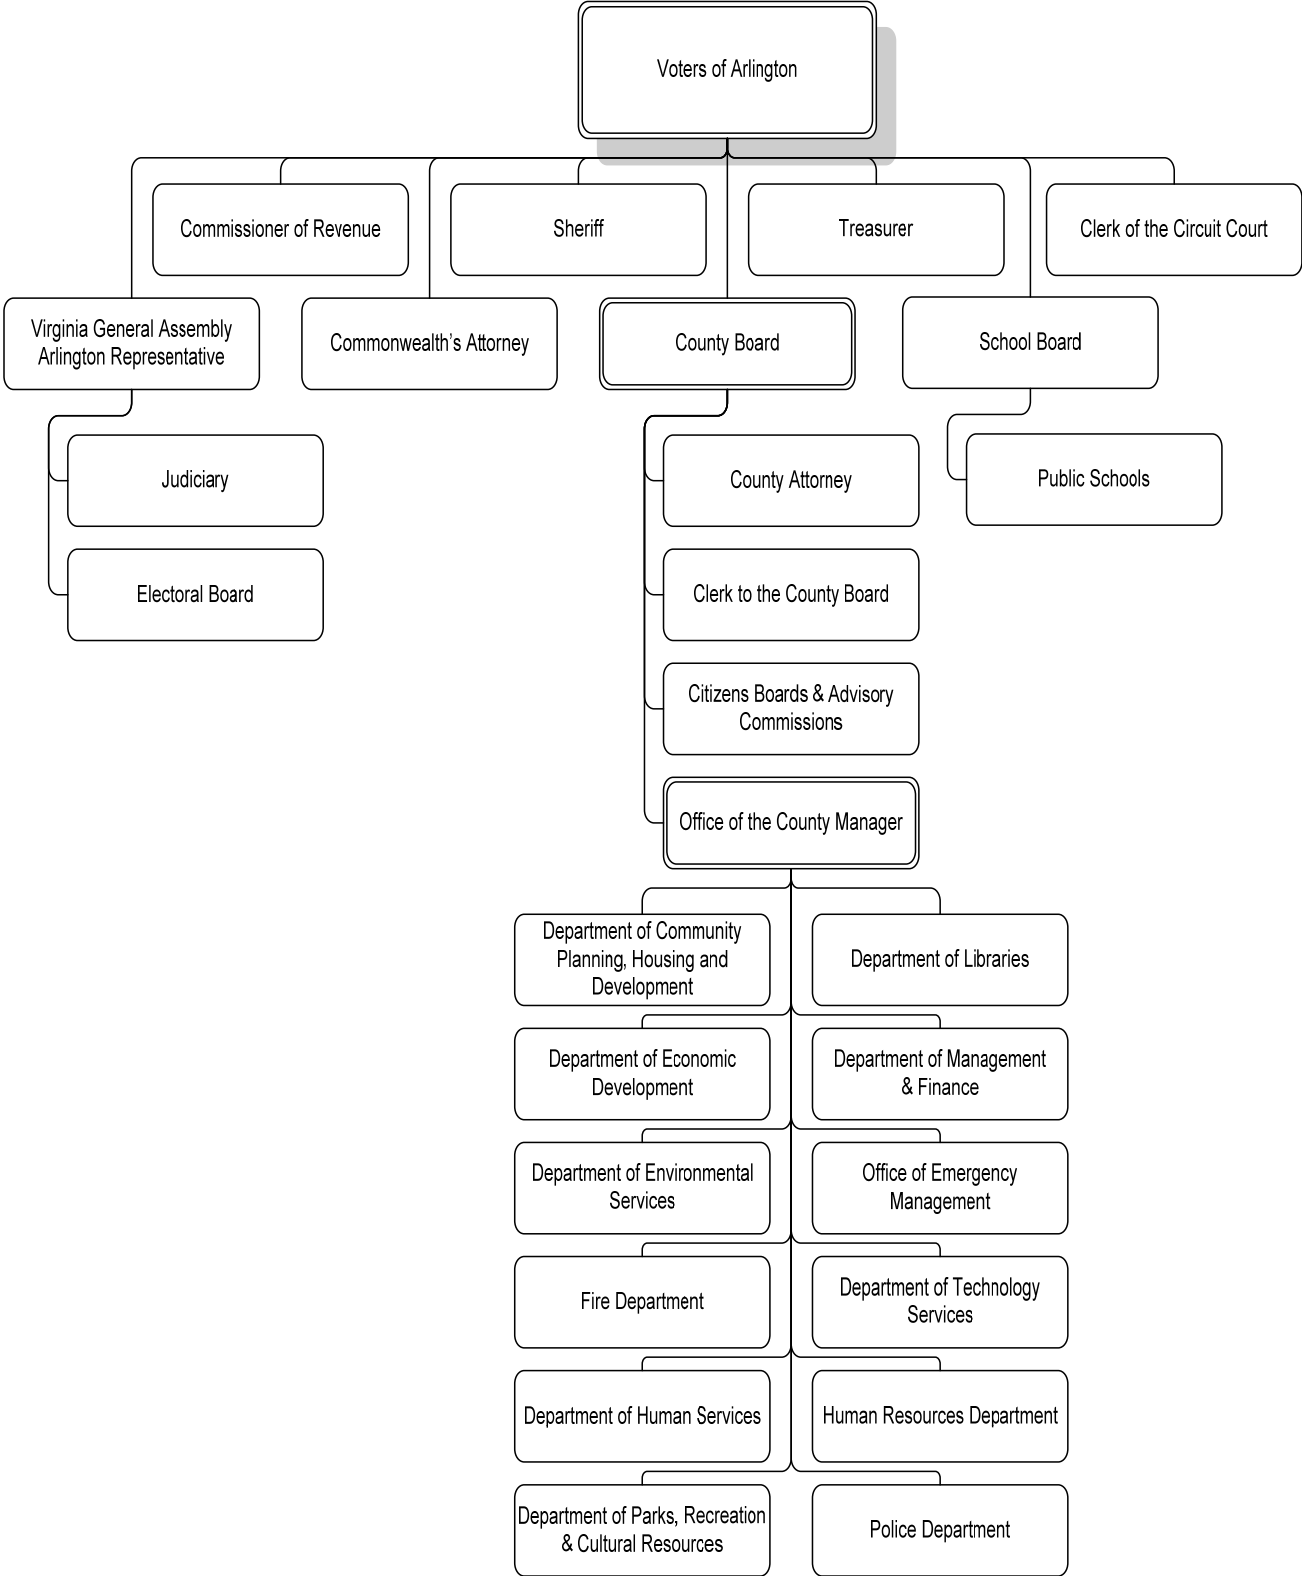 Voters of Arlington
Commissioner of Revenue
Sheriff
Treasurer
Clerk of the Circuit Court
Virginia General Assembly
Arlington Representative
Commonwealth’s Attorney
County Board
School Board
Judiciary
County Attorney
Public Schools
Electoral Board
Clerk to the County Board
Citizens Boards & Advisory
Commissions
Office of the County Manager
Department of Community
Planning, Housing and
Development
Department of Libraries
Department of Economic
Development
Department of Management
& Finance
Department of Environmental
Services
Office of Emergency
Management
Fire Department
Department of Technology
Services
Department of Human Services
Human Resources Department
Department of Parks, Recreation
& Cultural Resources
Police Department